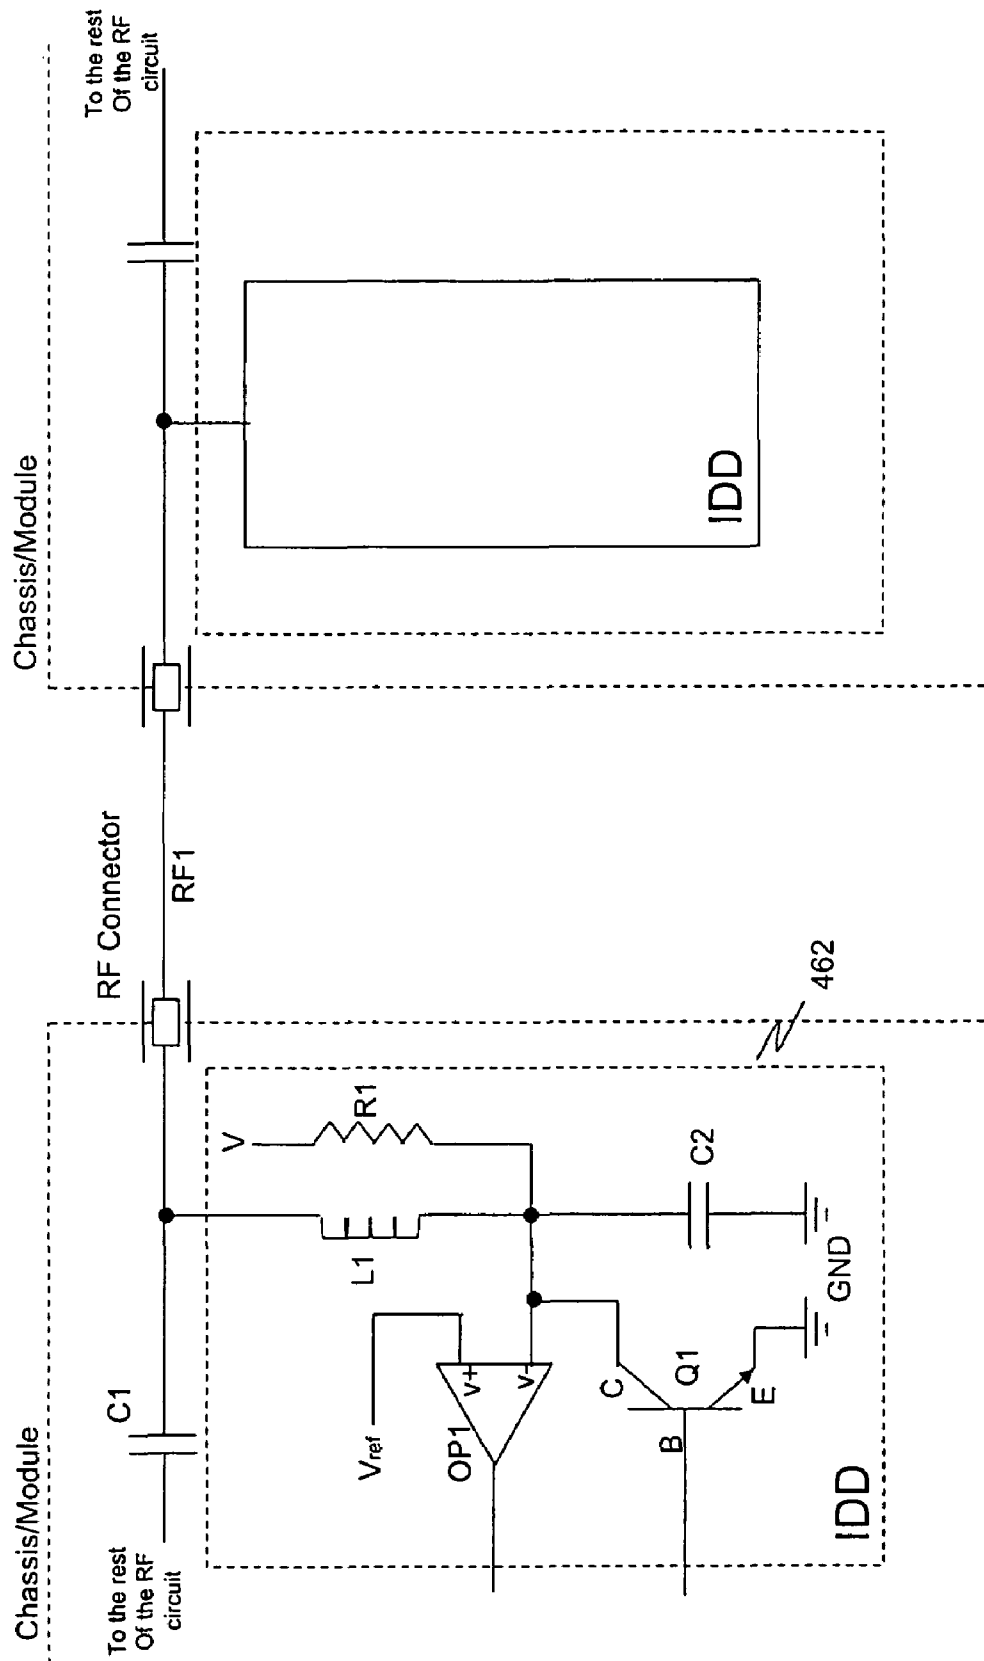 Chassis/Module
To the rest
Of the RF
circuit
C1
RF Connector
RF1
Chassis/Module
To the rest
Of the RF
circuit
V
R1
L1
Vref
V+
V-
OP1
C
B
Q1
E
C2
GND
IDD
462
IDD